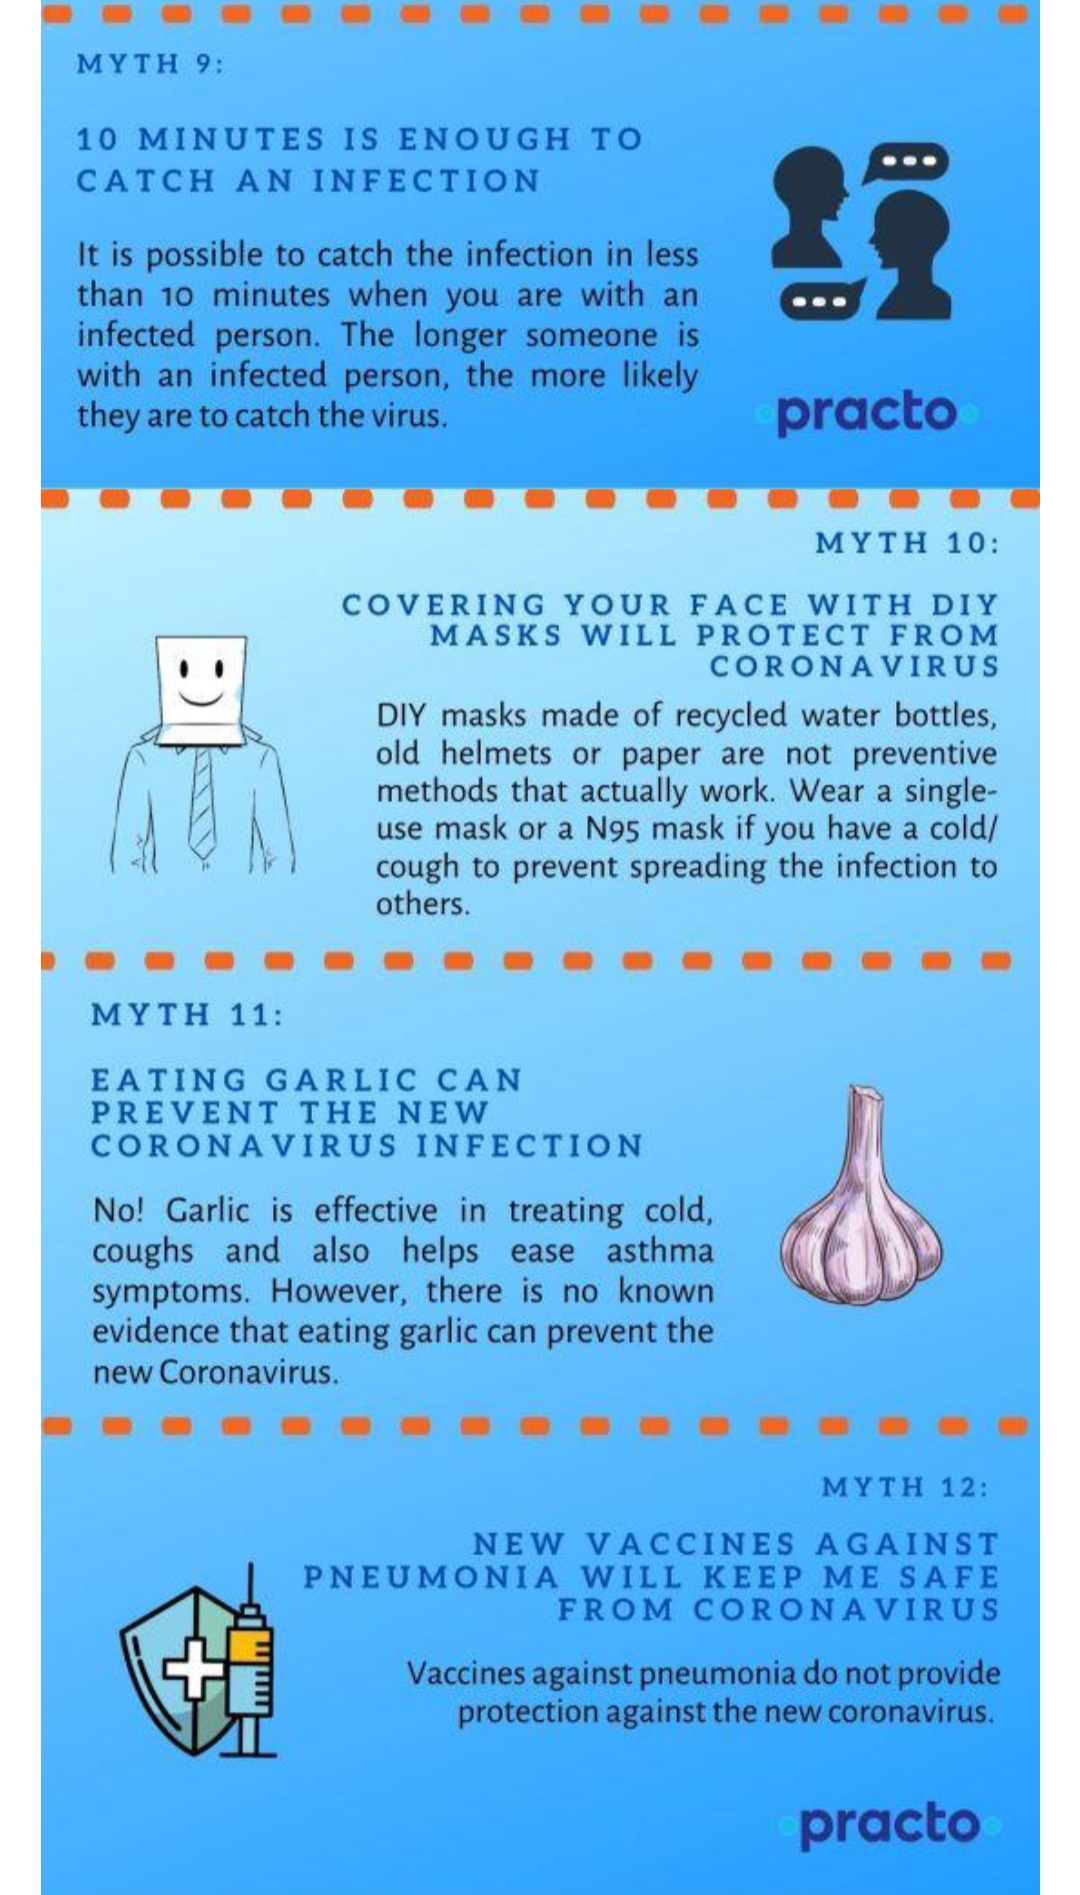 MYTH 9:
10 MINUTES IS ENOUGH TO
CATCH AN INFECTION
It is possible to catch the infection in less
than 10 minutes when you are with an
infected person. The longer someone is
with an infected person, the more likely
they are to catch the virus.
practo
MYTH 10:
COVERING YOUR FACE WITH DIY
MASKS WILL PROTECT FROM
CORONAVIRUS
DIY masks made of recycled water bottles,
old helmets or paper are not preventive
methods that actually work. Wear a single-
use mask or a N95 mask if you have a cold/
cough to prevent spreading the infection to
others.
MYTH 11:
EATING GARLIC CAN
PREVENT THE NEW
CORONAVIRUS INFECTION
No! Garlic is effective in treating cold,
coughs and also helps ease asthma
symptoms. However, there is no known
evidence that eating garlic can prevent the
new Coronavirus.
MYTH 12:
NEW VACCINES AGAINST
PNEUMONIA WILL KEEP ME SAFE
FROM CORONAVIRUS
Vaccines against pneumonia do not provide
protection against the new coronavirus.
practo